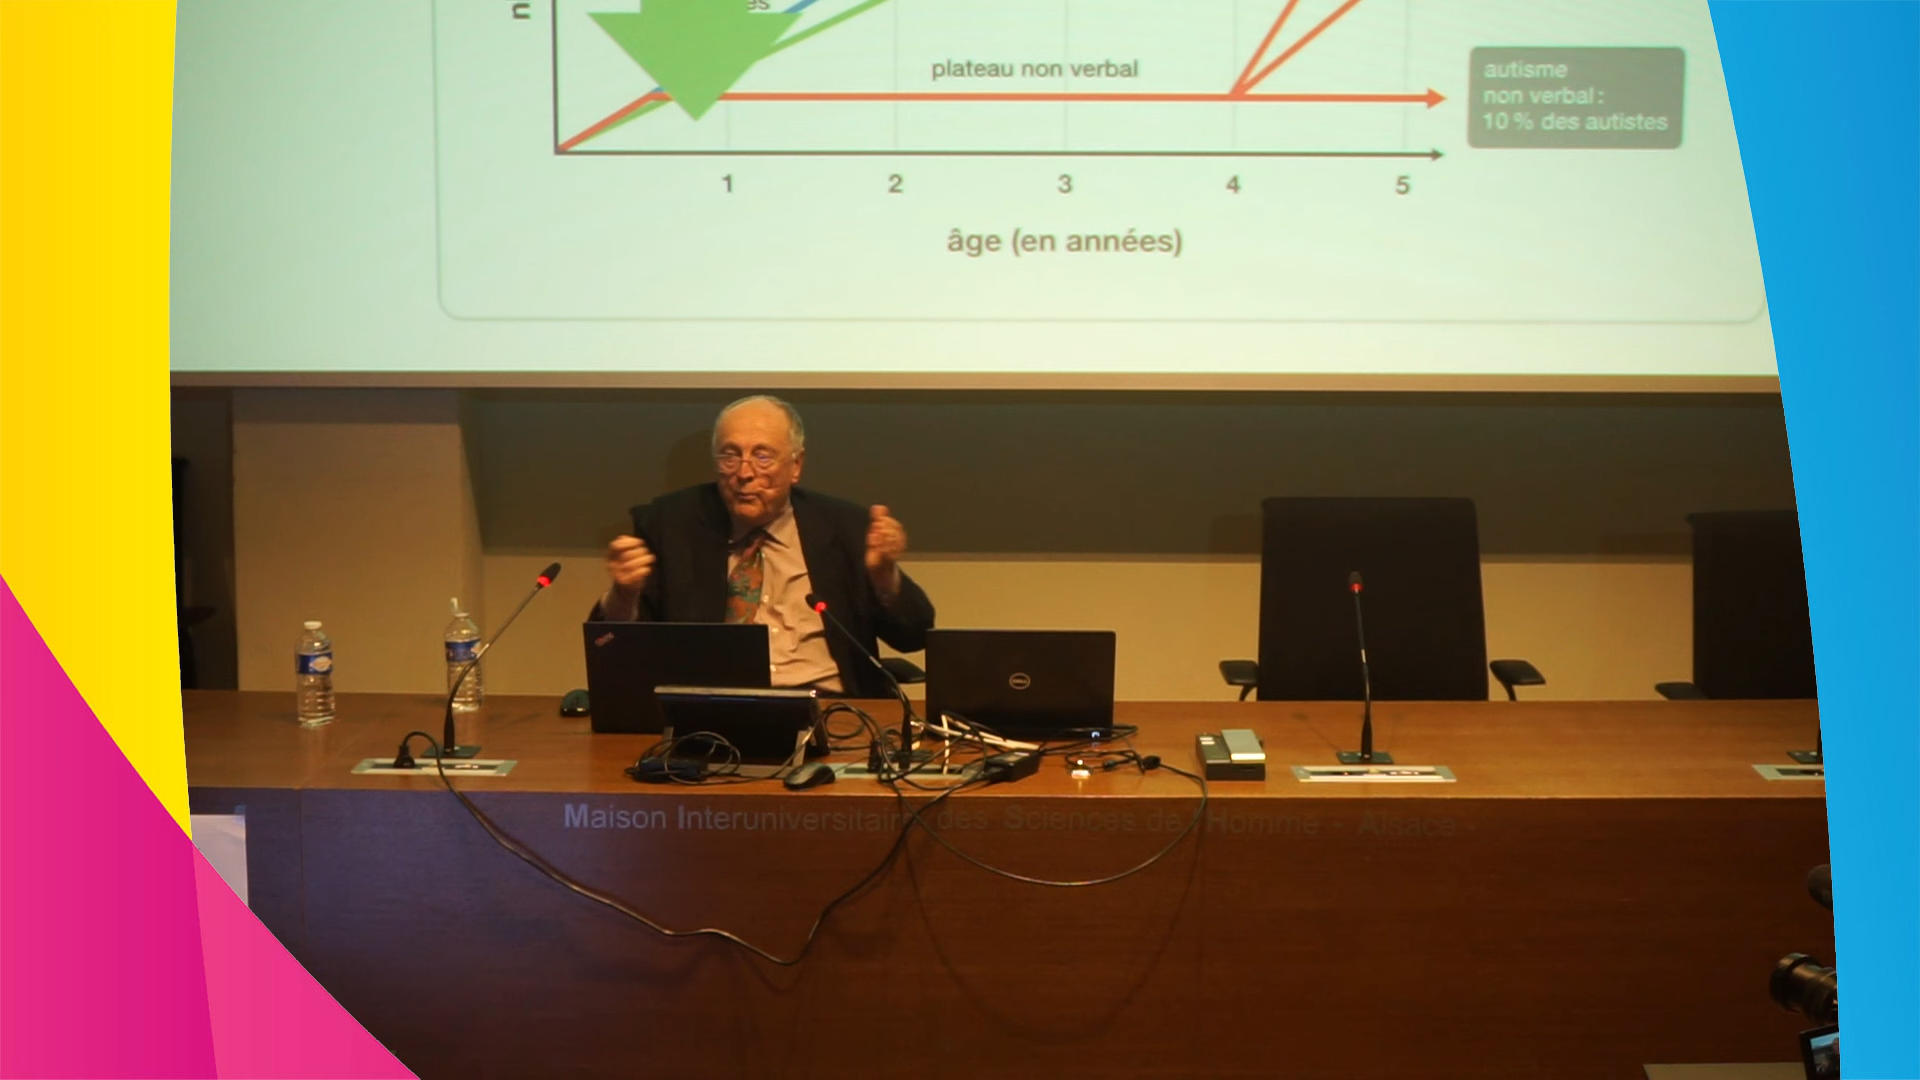 plateau non verbal
autisme
non verbal :
10 % des autistes
1 2 3 4 5
âge (en années)
DELL
Maison Interuniversitaire des Sciences de l'Homme - Alsace -